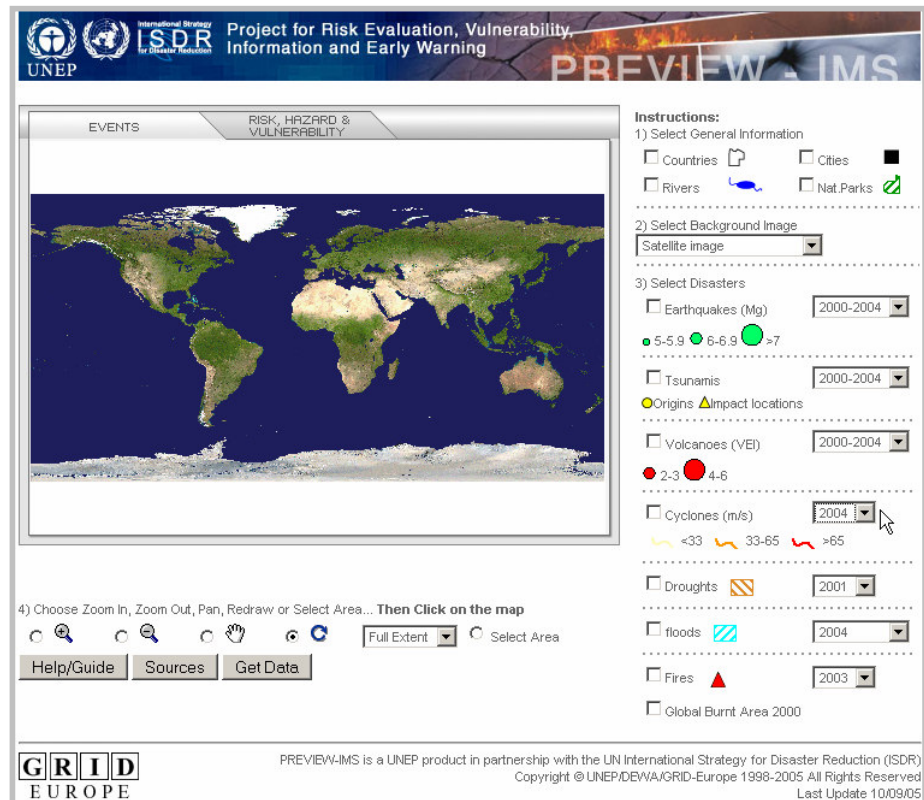 UNEP
International Strategy
ISDR
for Disaster Reduction
Project for Risk Evaluation, Vulnerability,
Information and Early Warning
PREVIEW - IMS
EVENTS
RISK, HAZARD &
VULNERABILITY
Instructions:
1) Select General Information
Countries
Cities
Rivers
Nat.Parks
2) Select Background Image
Satellite image
3) Select Disasters
Earthquakes (Mg)
2000-2004
5-5.9 6-6.9 >7
Tsunamis
2000-2004
Origins Impact locations
Volcanoes (VEI)
2000-2004
2-3 4-6
Cyclones (m/s)
2004
<33 33-65 >65
Droughts
2001
floods
2004
Fires
2003
Global Burnt Area 2000
4) Choose Zoom In, Zoom Out, Pan, Redraw or Select Area... Then Click on the map
Full Extent
Select Area
Help/Guide
Sources
Get Data
GRID
EUROPE
PREVIEW-IMS is a UNEP product in partnership with the UN International Strategy for Disaster Reduction (ISDR)
Copyright © UNEP/DEWA/GRID-Europe 1998-2005 All Rights Reserved
Last Update 10/09/05